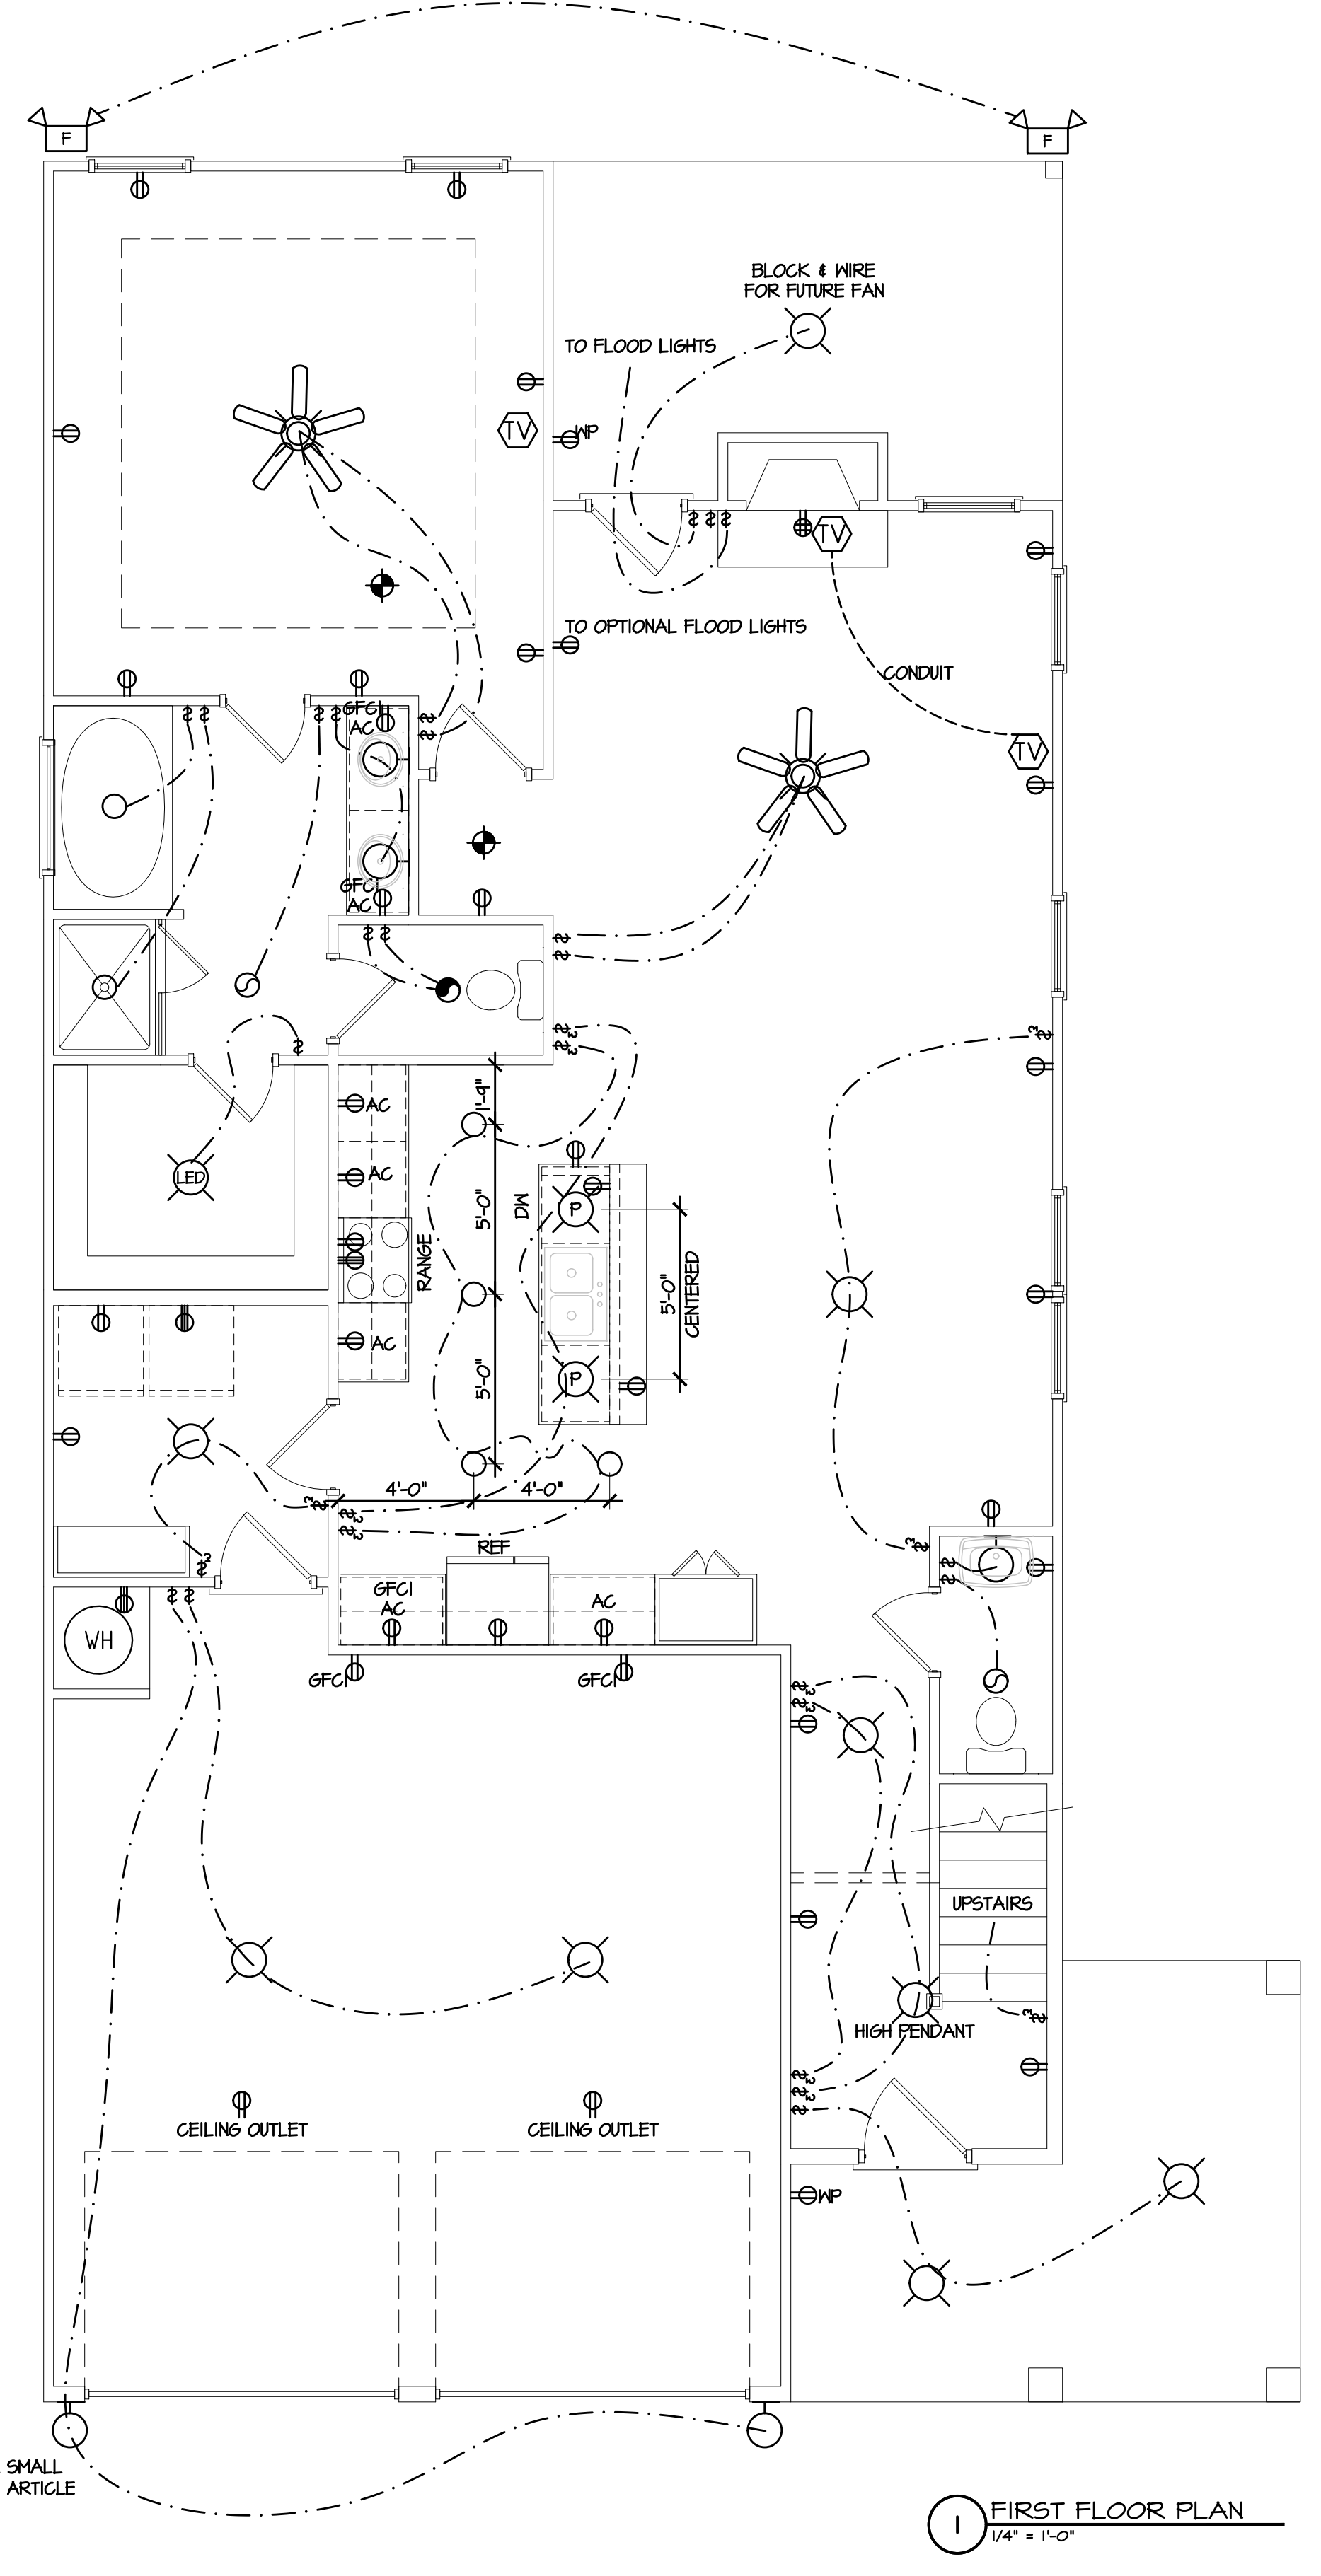 F
F
BLOCK & WIRE
FOR FUTURE FAN
TO FLOOD LIGHTS
TV
WP
TV
TO OPTIONAL FLOOD LIGHTS
CONDUIT
GFCI
AC
TV
GFCI
AC
1'-9"
AC
AC
LED
DW
P
5'-0"
RANGE
5'-0"
CENTERED
AC
5'-0"
P
4'-0"
4'-0"
REF
GFCI
AC
AC
WH
GFCI
GFCI
UPSTAIRS
HIGH PENDANT
CEILING OUTLET
CEILING OUTLET
WP
SMALL
ARTICLE
1
FIRST FLOOR PLAN
1/4" = 1'-0"